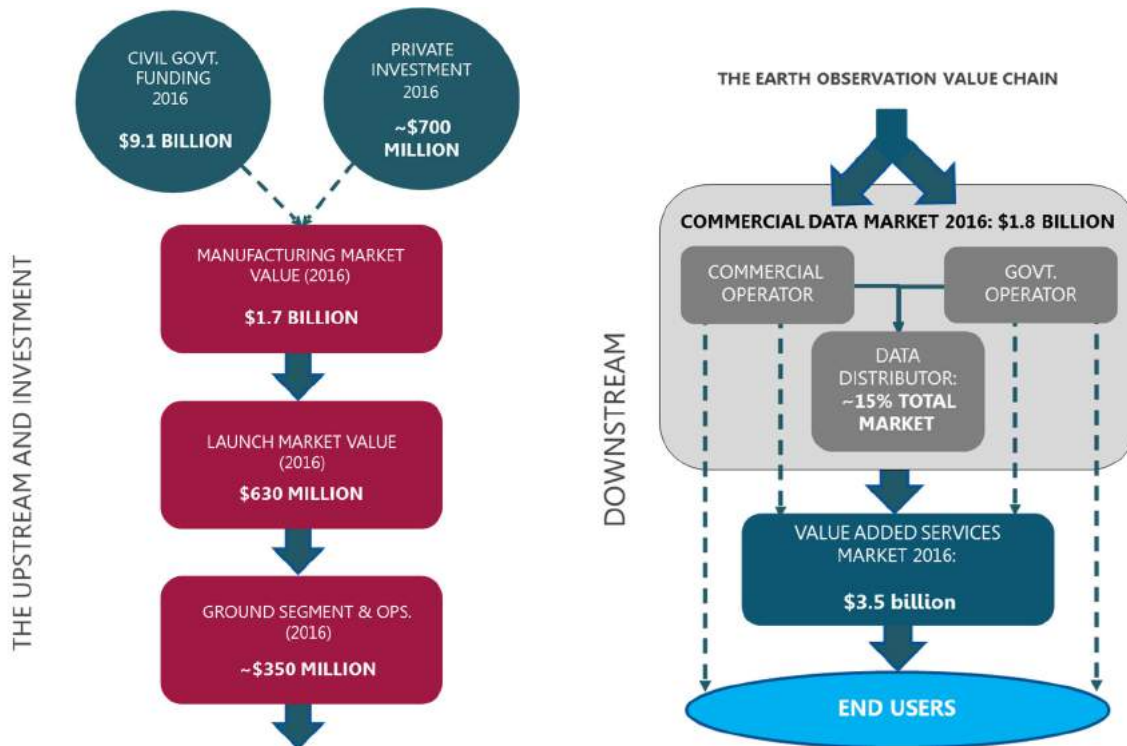 CIVIL GOVT.
FUNDING
2016
$9.1 BILLION
PRIVATE
INVESTMENT
2016
~$700
MILLION
THE UPSTREAM AND INVESTMENT
MANUFACTURING MARKET
VALUE (2016)
$1.7 BILLION
LAUNCH MARKET VALUE
(2016)
$630 MILLION
GROUND SEGMENT & OPS.
(2016)
~$350 MILLION
THE EARTH OBSERVATION VALUE CHAIN
DOWNSTREAM
COMMERCIAL DATA MARKET 2016: $1.8 BILLION
COMMERCIAL
OPERATOR
GOVT.
OPERATOR
DATA
DISTRIBUTOR:
~15% TOTAL
MARKET
VALUE ADDED SERVICES
MARKET 2016:
$3.5 billion
END USERS